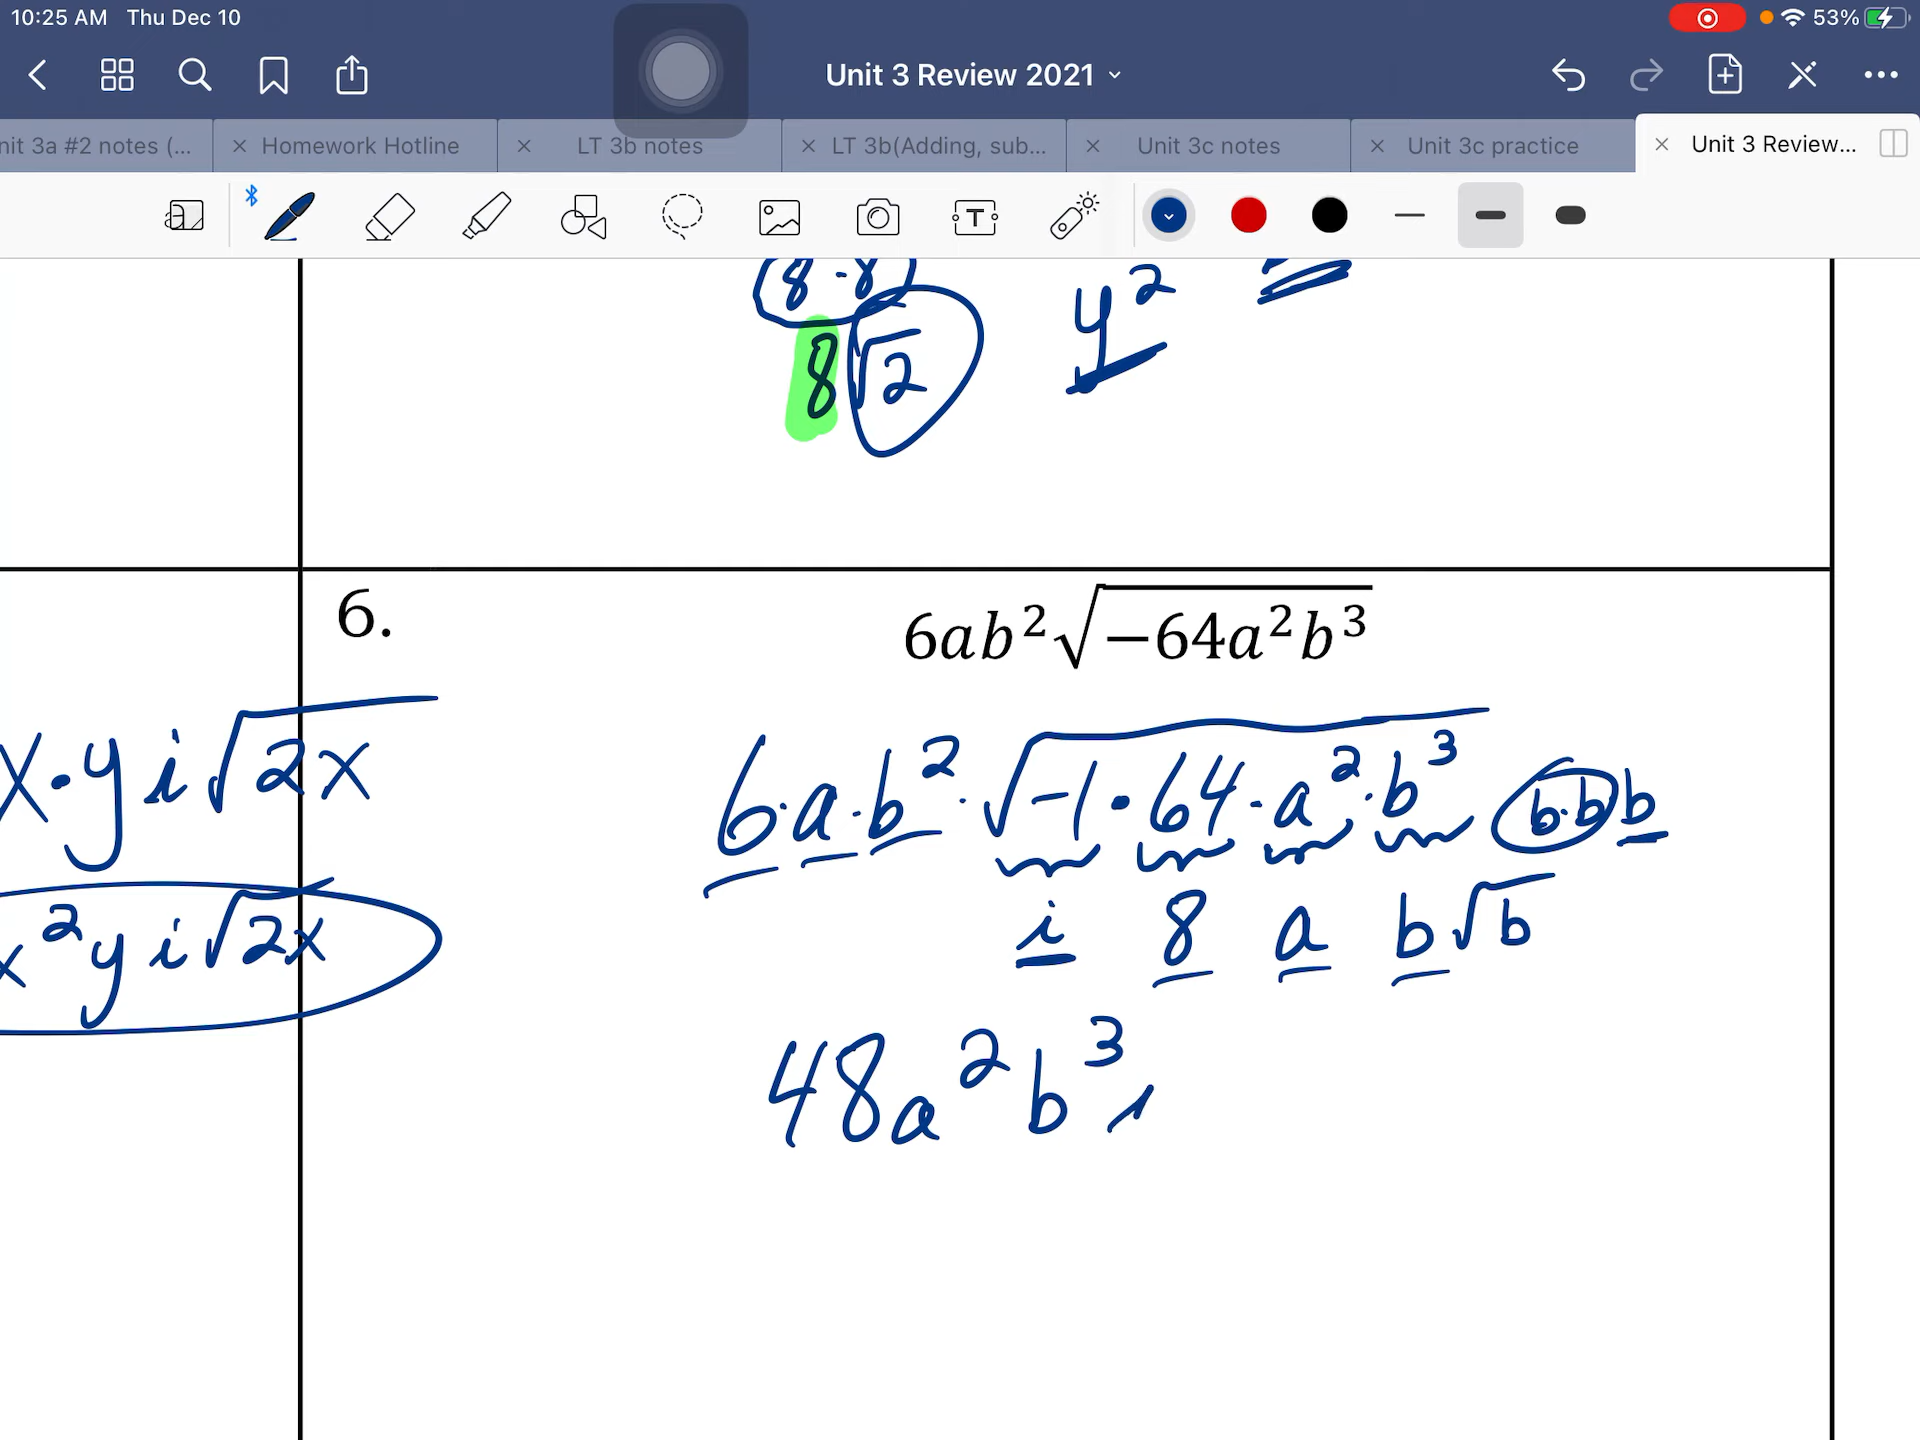 10:25 AM Thu Dec 10
53%
Unit 3 Review 2021
nit 3a #2 notes (...
Homework Hotline
LT 3b notes
LT 3b(Adding, sub...
Unit 3c notes
Unit 3c practice
Unit 3 Review...
8·8
8√2
y²
6.
6ab²√−64a²b³
x·yi√2x
6·a·b²·√-1·64·a²·b³ b·b b
i 8 a b√b
x²yi√2x
48a²b³